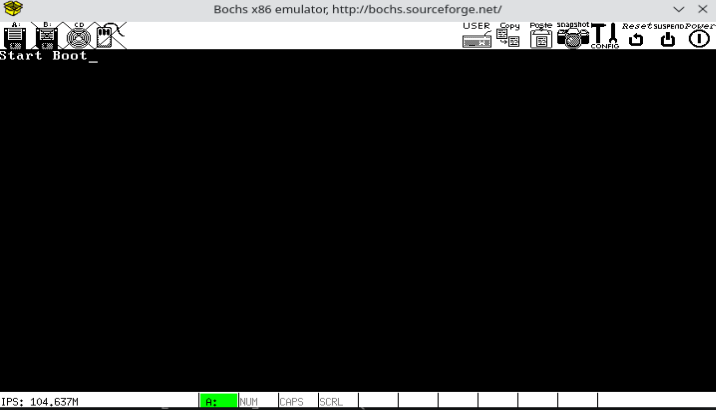 Bochs x86 emulator, http://bochs.sourceforge.net/
A: B: CD USER Copy Paste snapshot CONFIG Reset SUSPEND Power
Start Boot_
IPS: 104.637M A: NUM CAPS SCRL